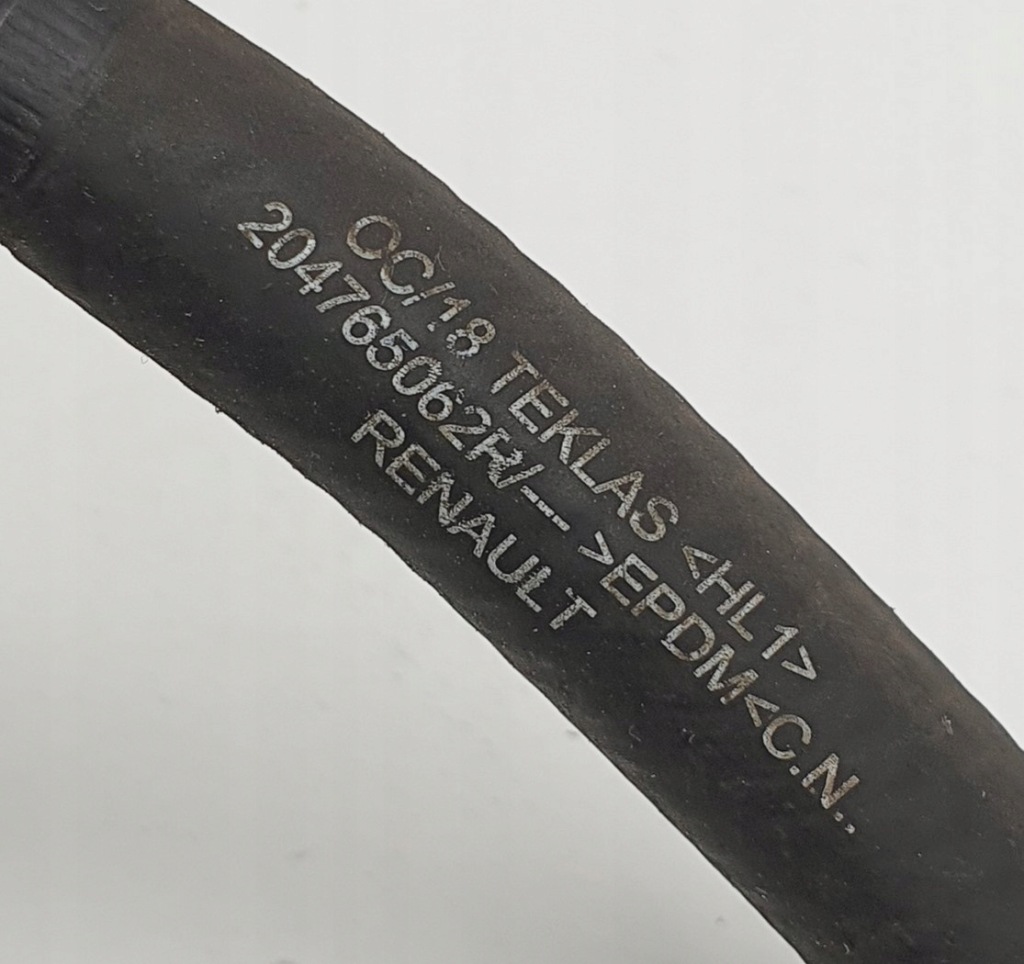 OC/18 TEKLAS <HL1>
204765062R/--- >EPDM<C.N..
RENAULT